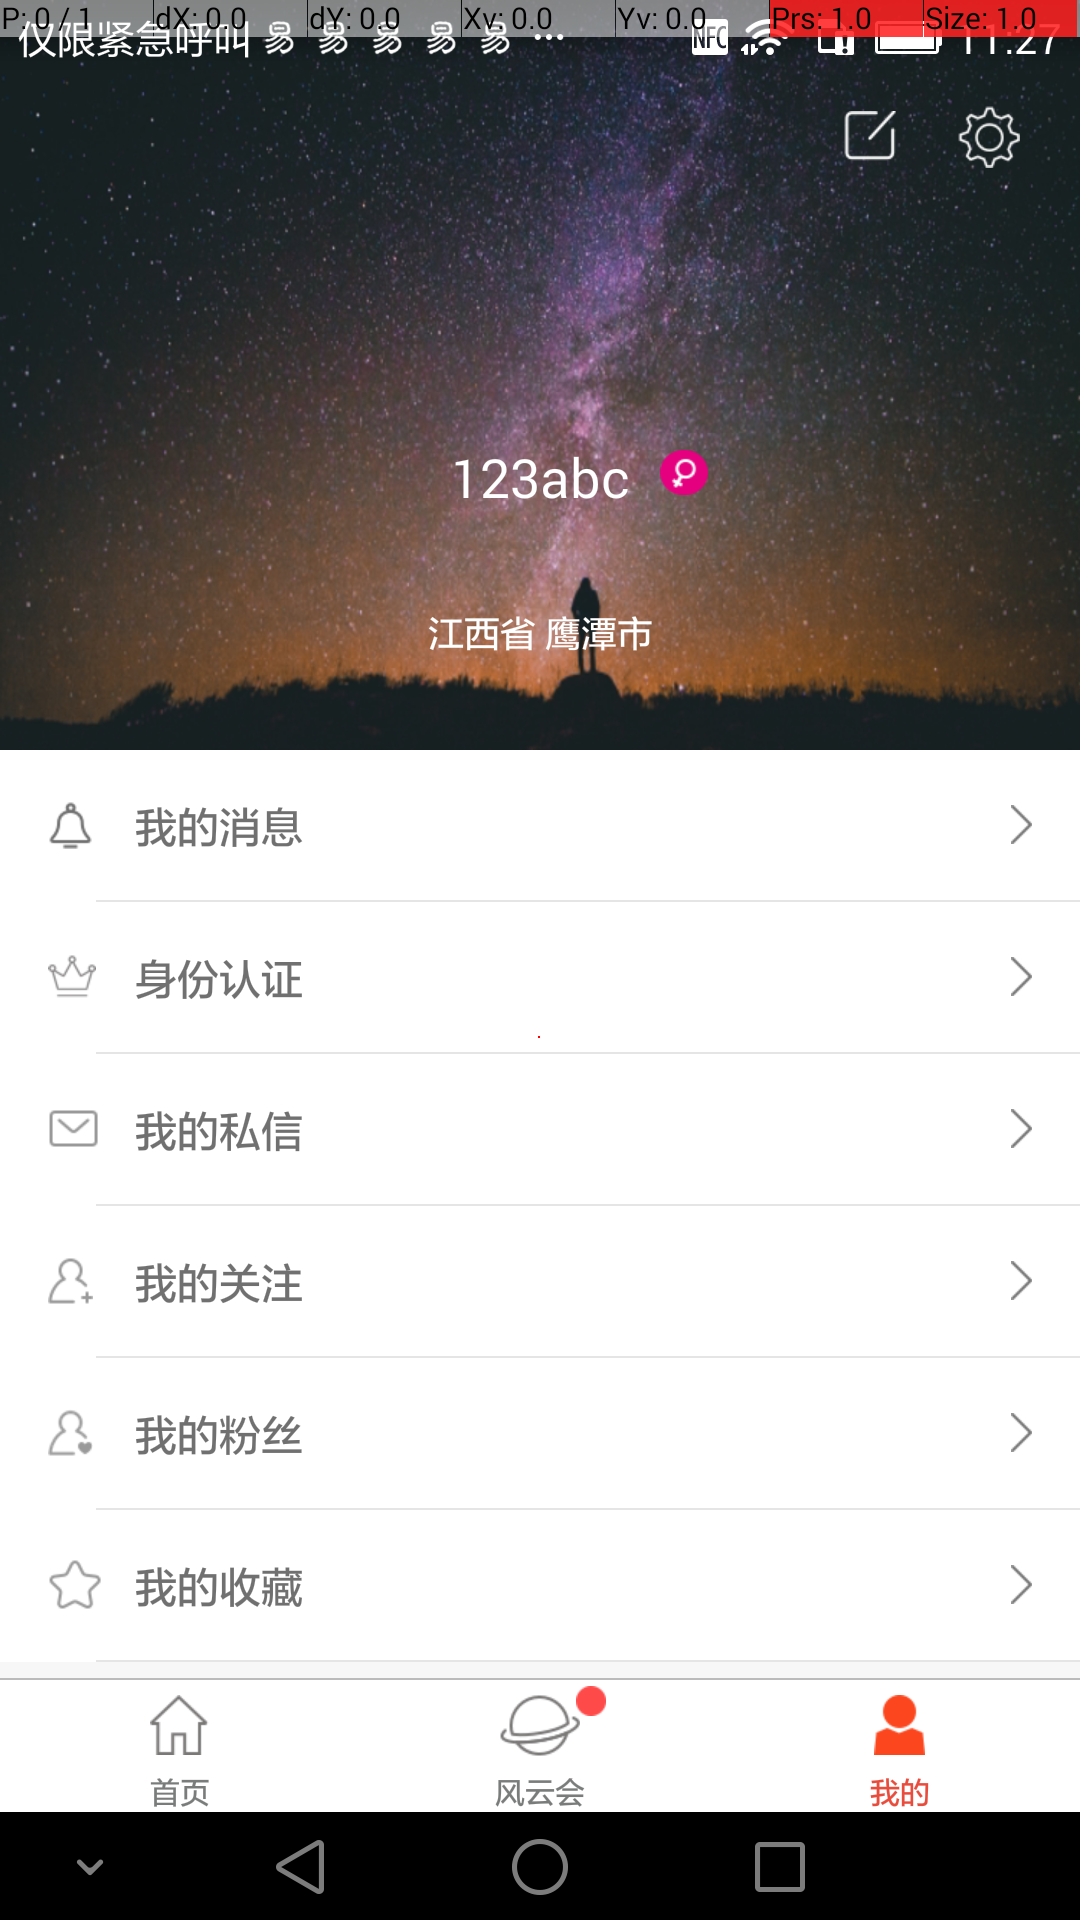 P: 0 / 1 dX: 0.0 dY: 0.0 Xv: 0.0 Yv: 0.0 Prs: 1.0 Size: 1.0
仅限紧急呼叫 易 易 易 易 易 ... NFC 11:27
123abc
江西省 鹰潭市
我的消息
身份认证
我的私信
我的关注
我的粉丝
我的收藏
首页 风云会 我的